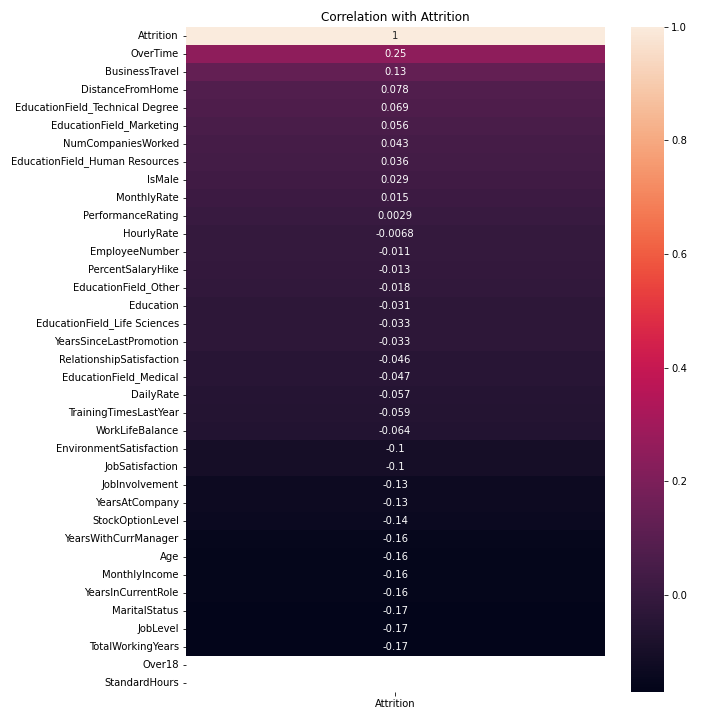 Correlation with Attrition
Attrition 1
OverTime 0.25
BusinessTravel 0.13
DistanceFromHome 0.078
EducationField_Technical Degree 0.069
EducationField_Marketing 0.056
NumCompaniesWorked 0.043
EducationField_Human Resources 0.036
IsMale 0.029
MonthlyRate 0.015
PerformanceRating 0.0029
HourlyRate -0.0068
EmployeeNumber -0.011
PercentSalaryHike -0.013
EducationField_Other -0.018
Education -0.031
EducationField_Life Sciences -0.033
YearsSinceLastPromotion -0.033
RelationshipSatisfaction -0.046
EducationField_Medical -0.047
DailyRate -0.057
TrainingTimesLastYear -0.059
WorkLifeBalance -0.064
EnvironmentSatisfaction -0.1
JobSatisfaction -0.1
JobInvolvement -0.13
YearsAtCompany -0.13
StockOptionLevel -0.14
YearsWithCurrManager -0.16
Age -0.16
MonthlyIncome -0.16
YearsInCurrentRole -0.16
MaritalStatus -0.17
JobLevel -0.17
TotalWorkingYears -0.17
Over18
StandardHours
Attrition
1.0
0.8
0.6
0.4
0.2
0.0